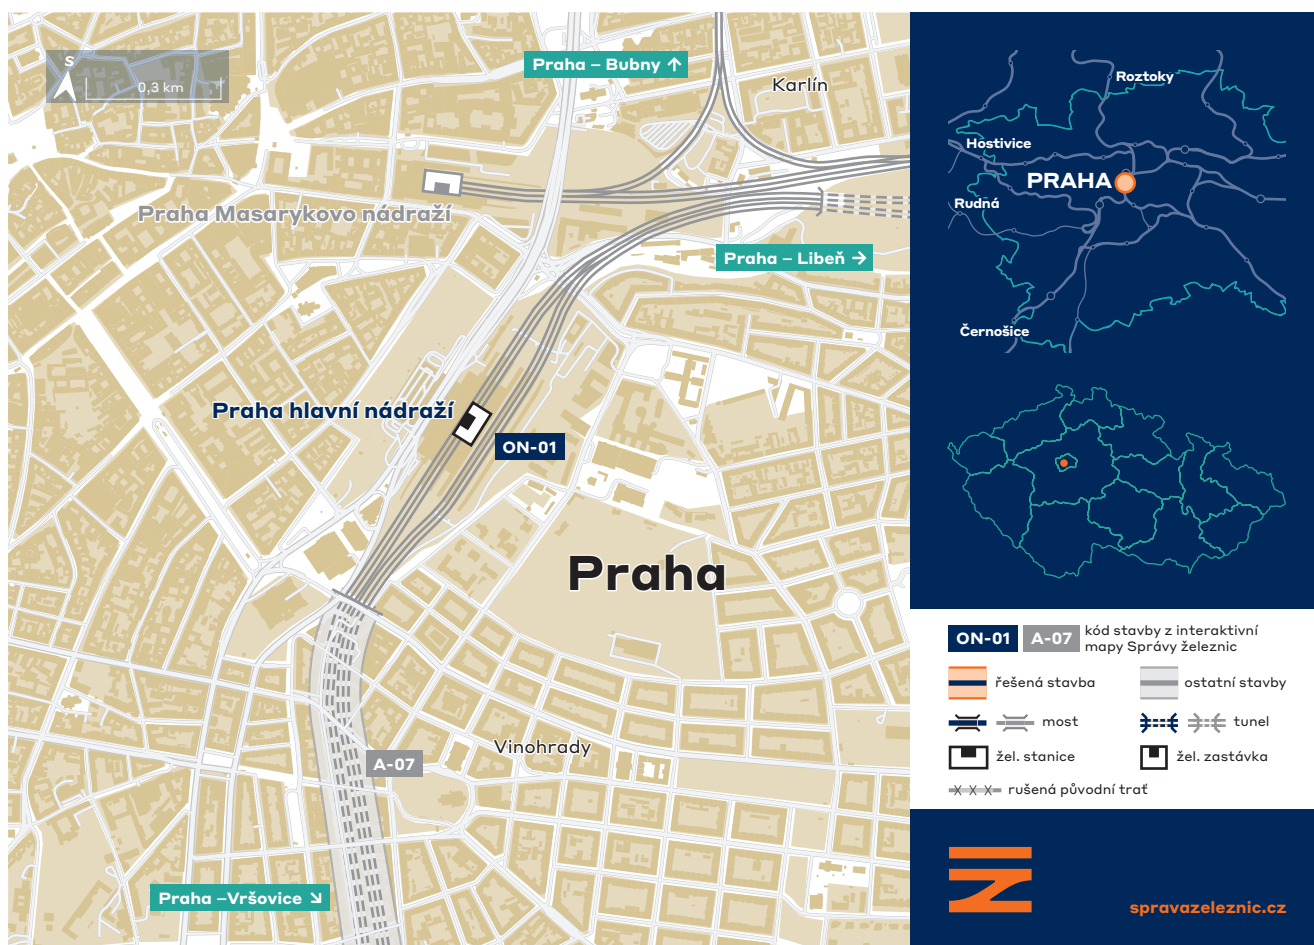 S
0,3 km
Praha – Bubny ↑
Karlín
Praha Masarykovo nádraží
Praha – Libeň →
Praha hlavní nádraží
ON-01
Praha
Vinohrady
A-07
Praha –Vršovice ↘
Roztoky
Hostivice
PRAHA
Rudná
Černošice
ON-01 A-07 kód stavby z interaktivní
mapy Správy železnic
řešená stavba
ostatní stavby
most
tunel
žel. stanice
žel. zastávka
rušená původní trať
spravazeleznic.cz